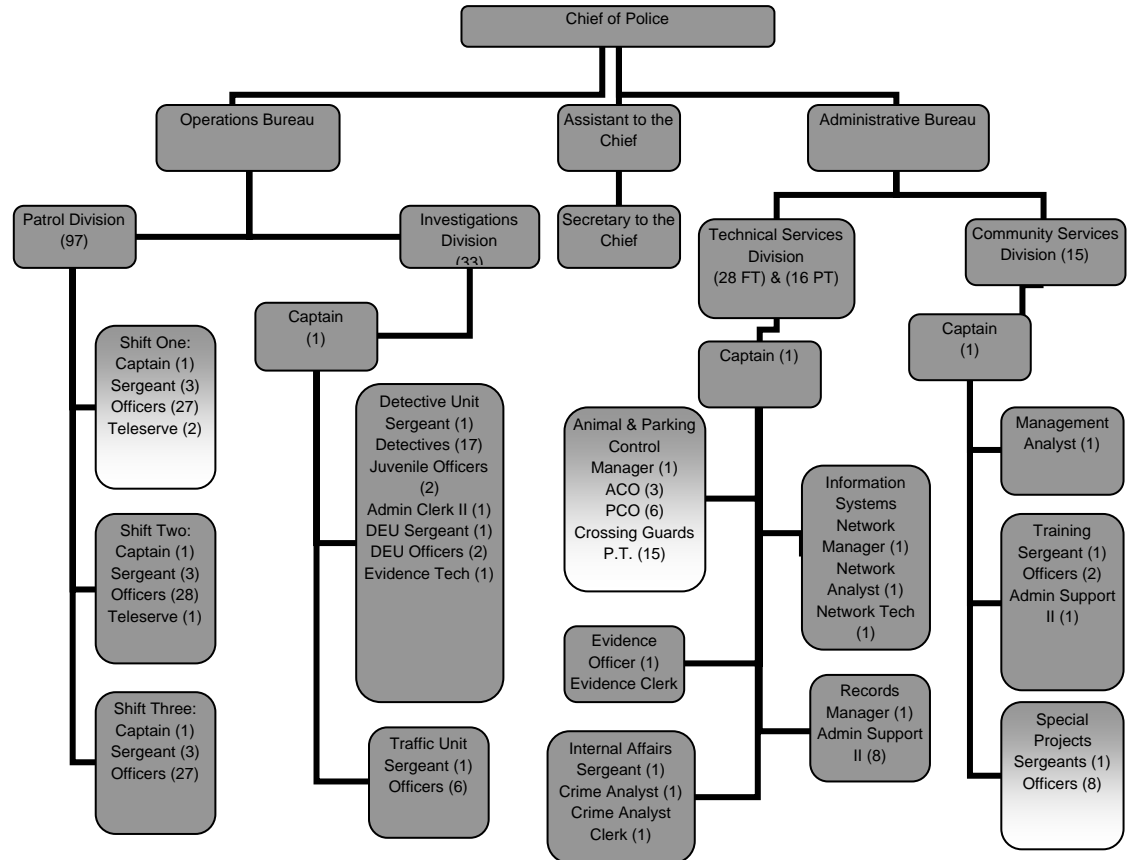 Chief of Police
Operations Bureau
Assistant to the
Chief
Administrative Bureau
Patrol Division
(97)
Investigations
Division
(33)
Secretary to the
Chief
Technical Services
Division
(28 FT) & (16 PT)
Community Services
Division (15)
Shift One:
Captain (1)
Sergeant (3)
Officers (27)
Teleserve (2)
Shift Two:
Captain (1)
Sergeant (3)
Officers (28)
Teleserve (1)
Shift Three:
Captain (1)
Sergeant (3)
Officers (27)
Captain
(1)
Detective Unit
Sergeant (1)
Detectives (17)
Juvenile Officers
(2)
Admin Clerk II (1)
DEU Sergeant (1)
DEU Officers (2)
Evidence Tech (1)
Traffic Unit
Sergeant (1)
Officers (6)
Captain (1)
Animal & Parking
Control
Manager (1)
ACO (3)
PCO (6)
Crossing Guards
P.T. (15)
Information
Systems
Network
Manager (1)
Network
Analyst (1)
Network Tech
(1)
Evidence
Officer (1)
Evidence Clerk
Records
Manager (1)
Admin Support
II (8)
Internal Affairs
Sergeant (1)
Crime Analyst (1)
Crime Analyst
Clerk (1)
Captain
(1)
Management
Analyst (1)
Training
Sergeant (1)
Officers (2)
Admin Support
II (1)
Special
Projects
Sergeants (1)
Officers (8)